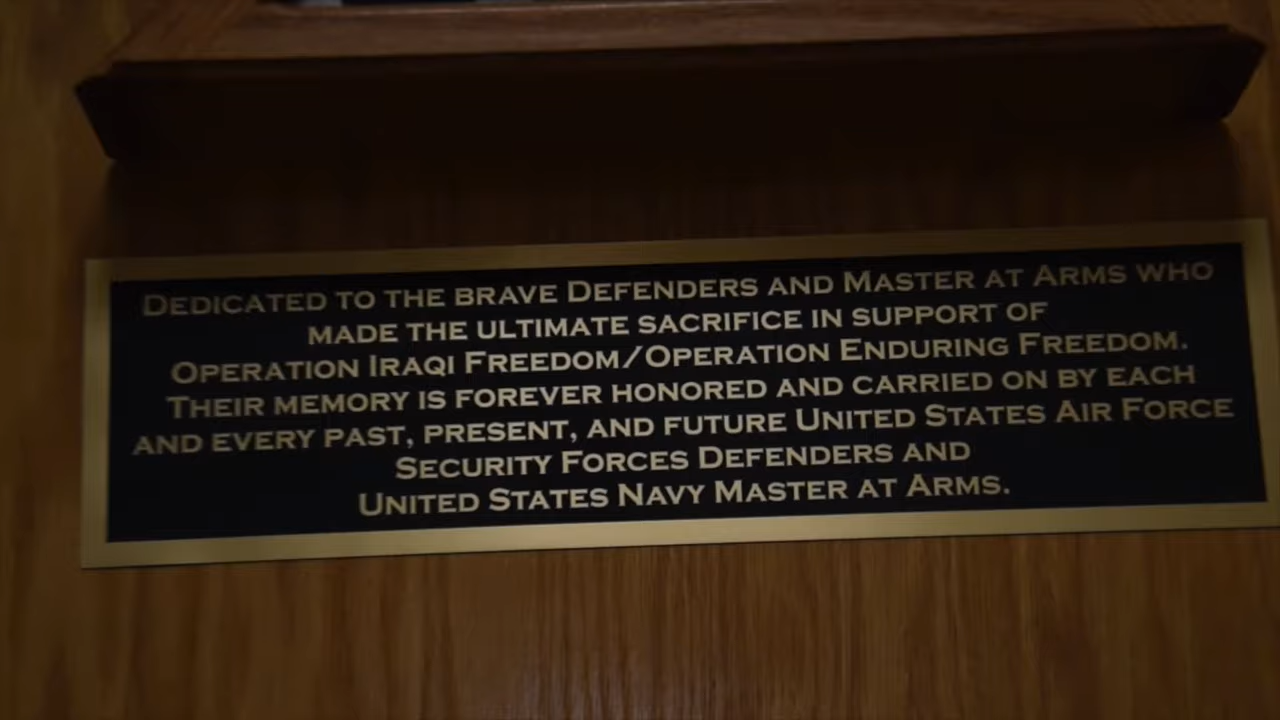 Dedicated to the brave Defenders and Master at Arms who
made the ultimate sacrifice in support of
Operation Iraqi Freedom/Operation Enduring Freedom.
Their memory is forever honored and carried on by each
and every past, present, and future United States Air Force
Security Forces Defenders and
United States Navy Master at Arms.